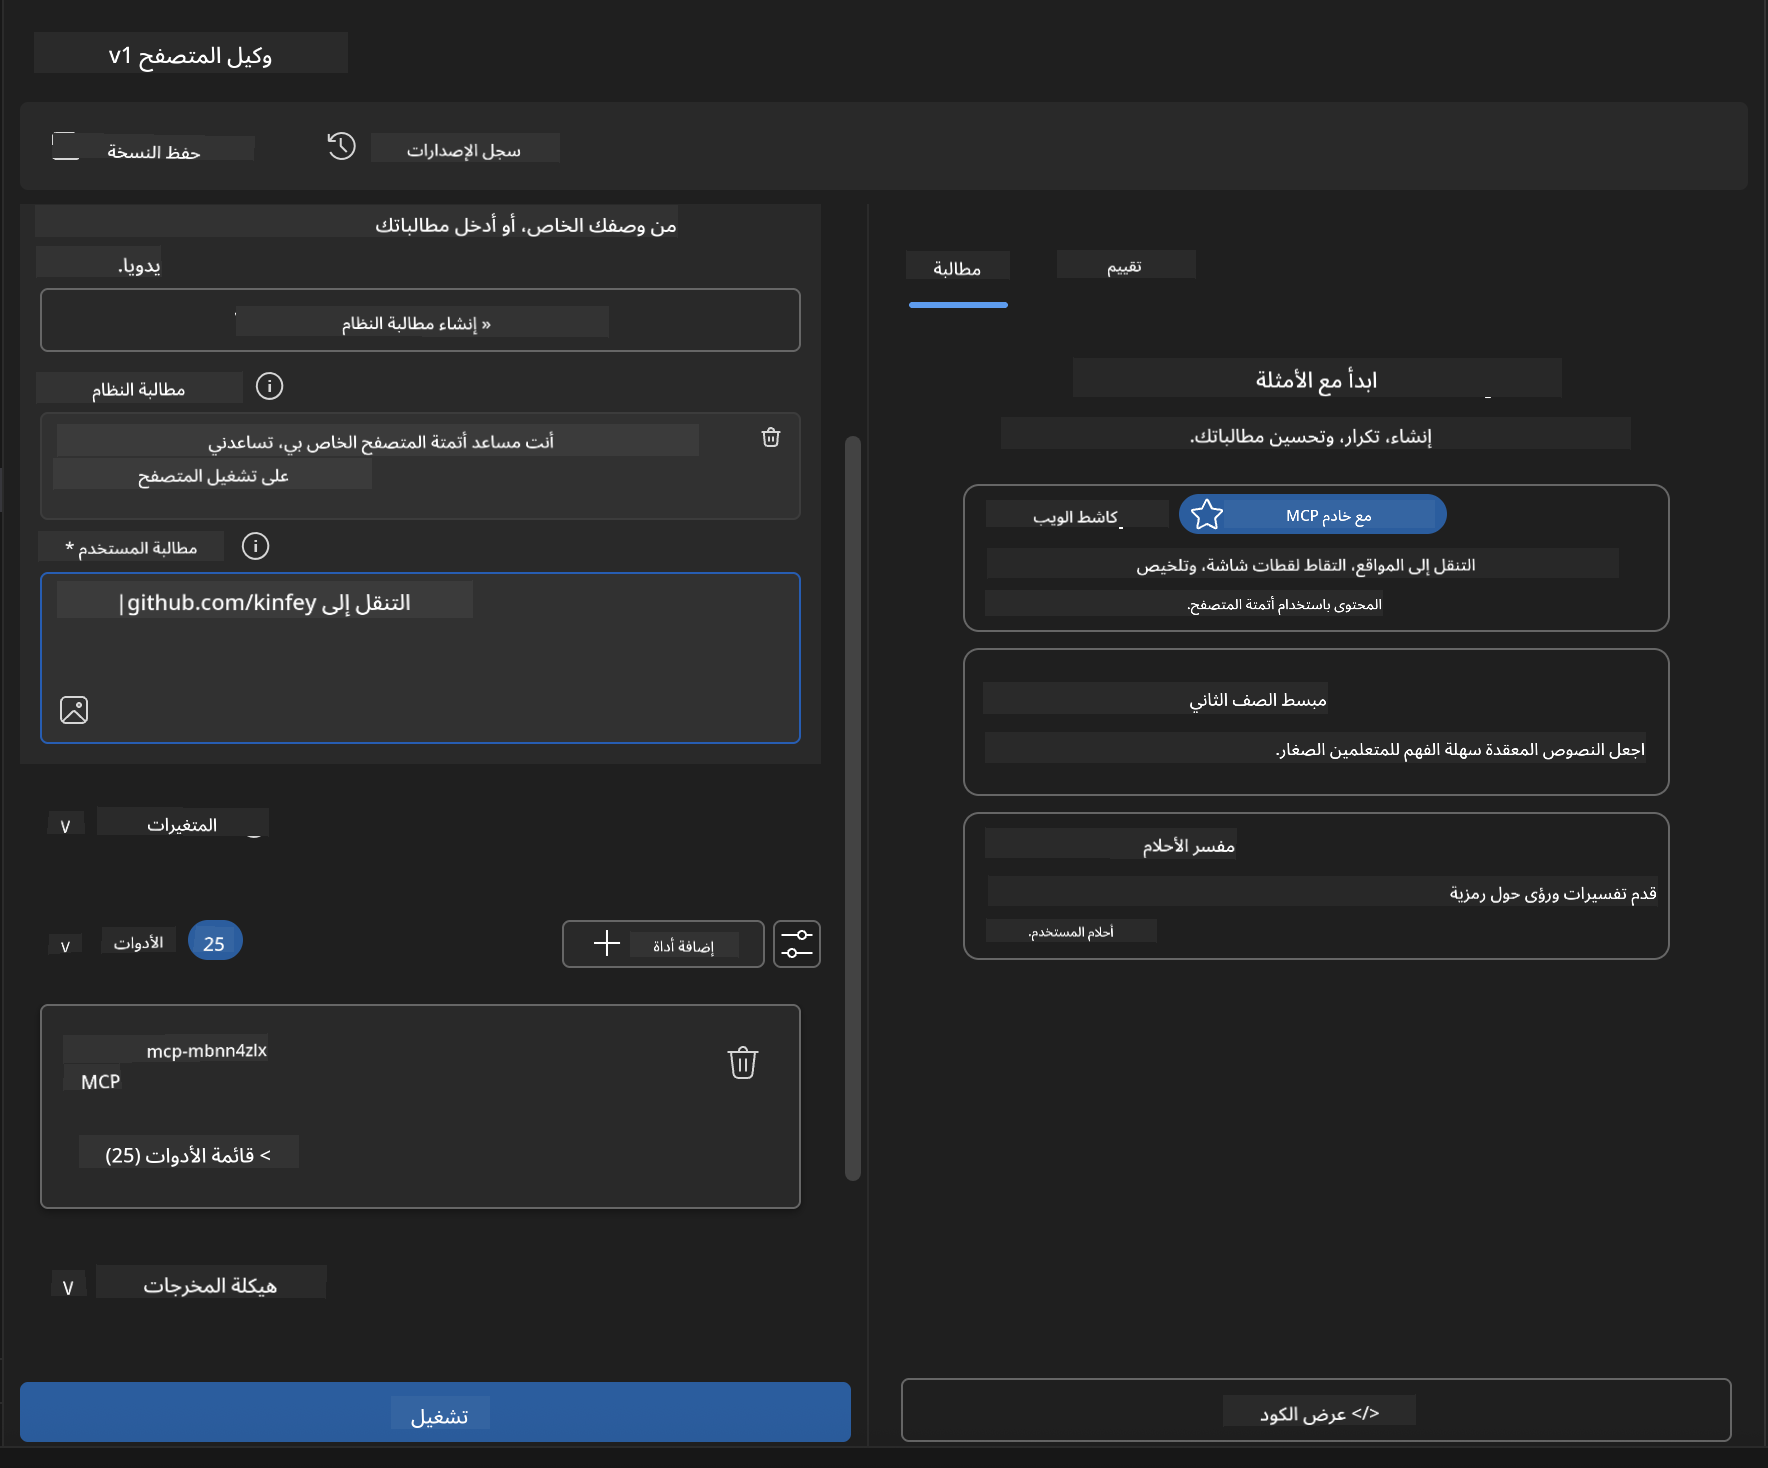 وكيل المتصفح v1
حفظ النسخة
سجل الإصدارات
من وصفك الخاص، أو أدخل مطالباتك
يدويا.
« إنشاء مطالبة النظام
مطالبة النظام
أنت مساعد أتمتة المتصفح الخاص بي، تساعدني
على تشغيل المتصفح
مطالبة المستخدم *
التنقل إلى github.com/kinfey|
المتغيرات
الأدوات
25
إضافة أداة
mcp-mbnn4zlx
MCP
> قائمة الأدوات (25)
هيكلة المخرجات
تشغيل
مطالبة
تقييم
ابدأ مع الأمثلة
إنشاء، تكرار، وتحسين مطالباتك.
كاشط الويب
مع خادم MCP
التنقل إلى المواقع، التقاط لقطات شاشة، وتلخيص
المحتوى باستخدام أتمتة المتصفح.
مبسط الصف الثاني
اجعل النصوص المعقدة سهلة الفهم للمتعلمين الصغار.
مفسر الأحلام
قدم تفسيرات ورؤى حول رمزية
أحلام المستخدم.
</> عرض الكود